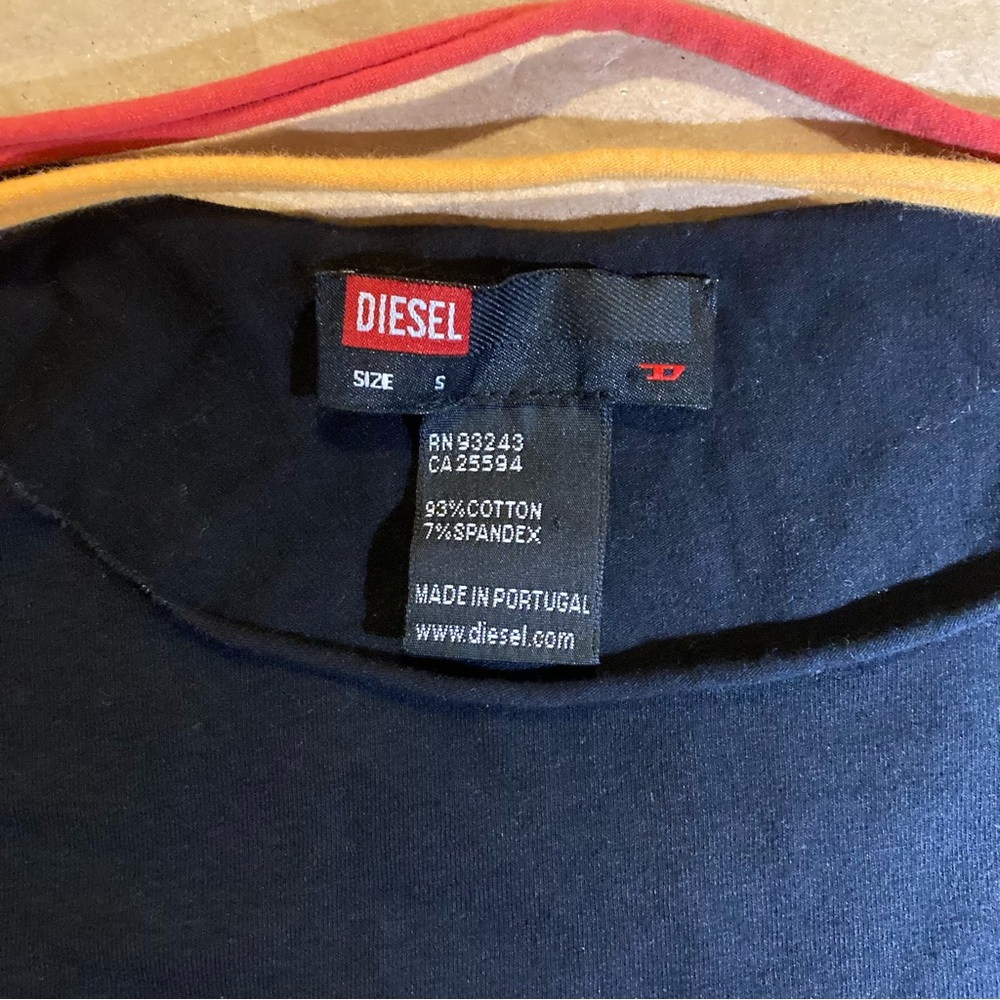 DIESEL
SIZE S
RN 93243
CA 25594
93% COTTON
7% SPANDEX
MADE IN PORTUGAL
www.diesel.com